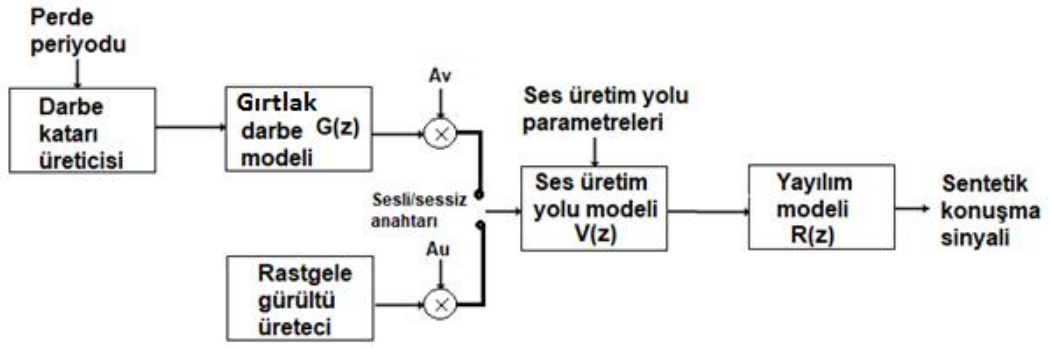 Perde
periyodu
Darbe
katarı
üreticisi
Gırtlak
darbe G(z)
modeli
Av
Sesli/sessiz
anahtarı
Rastgele
gürültü
üreteci
Au
Ses üretim yolu
parametreleri
Ses üretim
yolu modeli
V(z)
Yayılım
modeli
R(z)
Sentetik
konuşma
sinyali